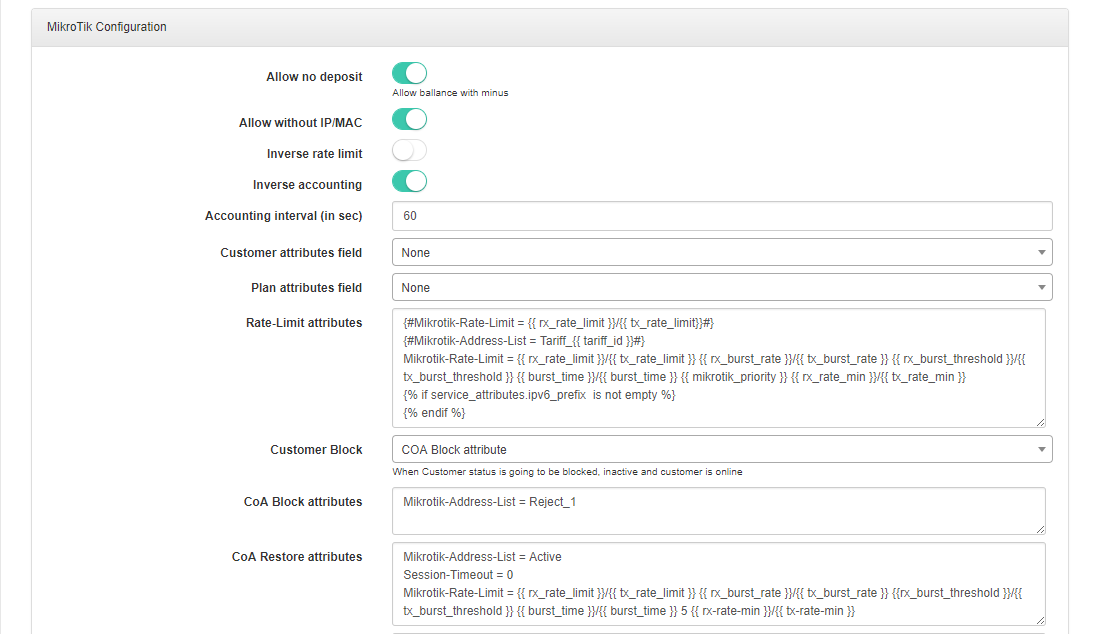 MikroTik Configuration
Allow no deposit
Allow ballance with minus
Allow without IP/MAC
Inverse rate limit
Inverse accounting
Accounting interval (in sec)
60
Customer attributes field
None
Plan attributes field
None
Rate-Limit attributes
{#Mikrotik-Rate-Limit = {{ rx_rate_limit }}/{{ tx_rate_limit}}#}
{#Mikrotik-Address-List = Tariff_{{ tariff_id }}#}
Mikrotik-Rate-Limit = {{ rx_rate_limit }}/{{ tx_rate_limit }} {{ rx_burst_rate }}/{{ tx_burst_rate }} {{ rx_burst_threshold }}/{{
tx_burst_threshold }} {{ burst_time }}/{{ burst_time }} {{ mikrotik_priority }} {{ rx_rate_min }}/{{ tx_rate_min }}
{% if service_attributes.ipv6_prefix  is not empty %}
{% endif %}
Customer Block
COA Block attribute
When Customer status is going to be blocked, inactive and customer is online
CoA Block attributes
Mikrotik-Address-List = Reject_1
CoA Restore attributes
Mikrotik-Address-List = Active
Session-Timeout = 0
Mikrotik-Rate-Limit = {{ rx_rate_limit }}/{{ tx_rate_limit }} {{ rx_burst_rate }}/{{ tx_burst_rate }} {{rx_burst_threshold }}/{{
tx_burst_threshold }} {{ burst_time }}/{{ burst_time }} 5 {{ rx-rate-min }}/{{ tx-rate-min }}